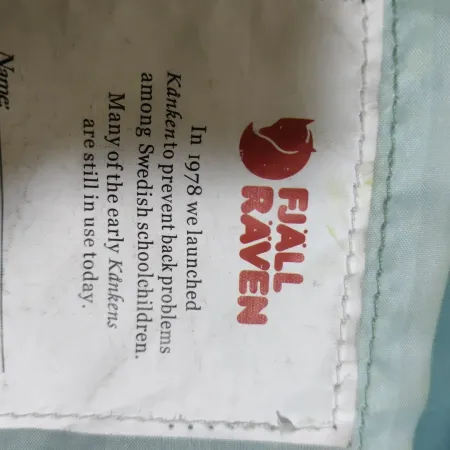 FJÄLL
RÄVEN
In 1978 we launched
Kånken to prevent back problems
among Swedish schoolchildren.
Many of the early Kånkens
are still in use today.
Name: